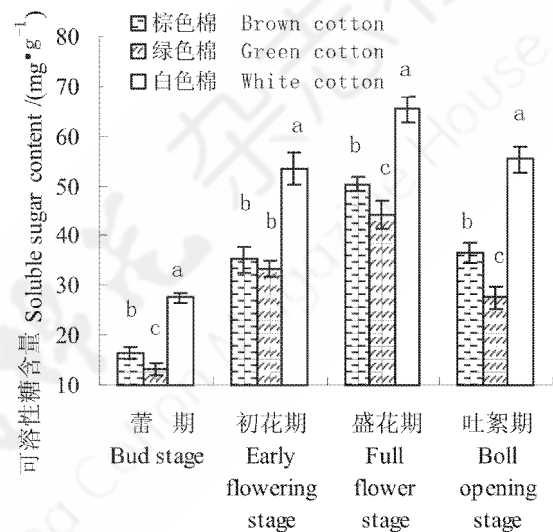 可溶性糖含量 Soluble sugar content /(mg•g⁻¹)
80
70
60
50
40
30
20
10
棕色棉 Brown cotton
绿色棉 Green cotton
白色棉 White cotton
b
c
a
b
b
a
b
c
a
b
c
a
蕾 期
初花期
盛花期
吐絮期
Bud stage
Early
flowering
stage
Full
flower
stage
Boll
opening
stage